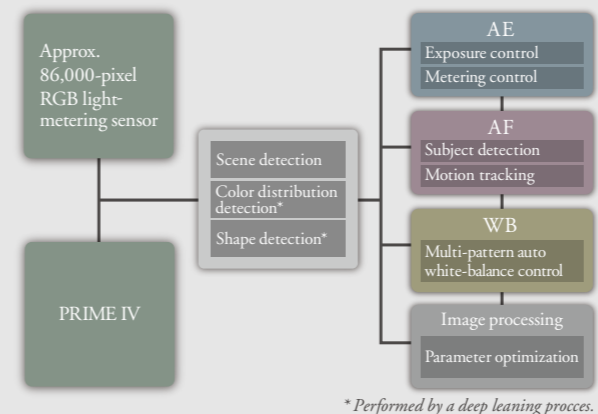 Approx.
86,000-pixel
RGB light-
metering sensor
PRIME IV
Scene detection
Color distribution
detection*
Shape detection*
AE
Exposure control
Metering control
AF
Subject detection
Motion tracking
WB
Multi-pattern auto
white-balance control
Image processing
Parameter optimization
* Performed by a deep leaning procces.